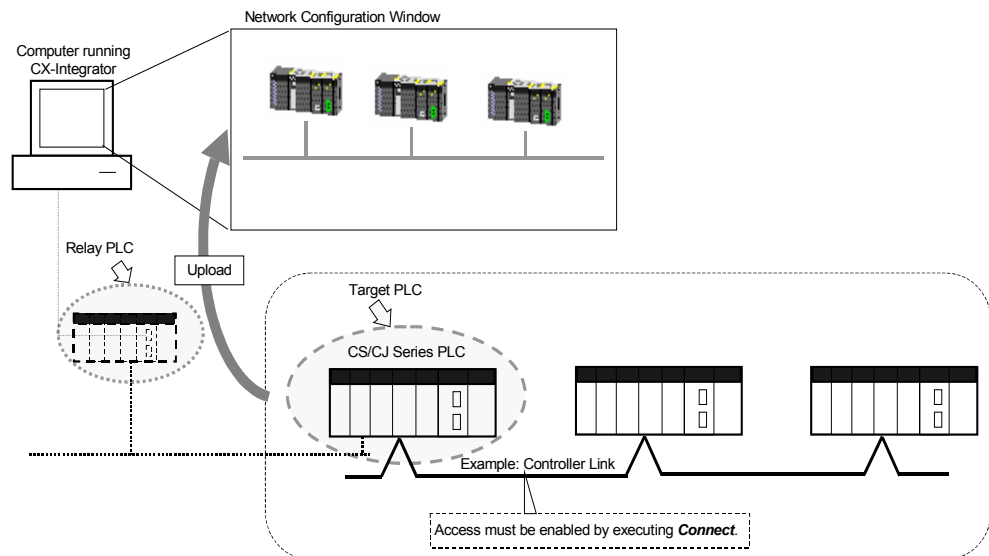 Network Configuration Window
Computer running
CX-Integrator
Relay PLC
Upload
Target PLC
CS/CJ Series PLC
Example: Controller Link
Access must be enabled by executing Connect.